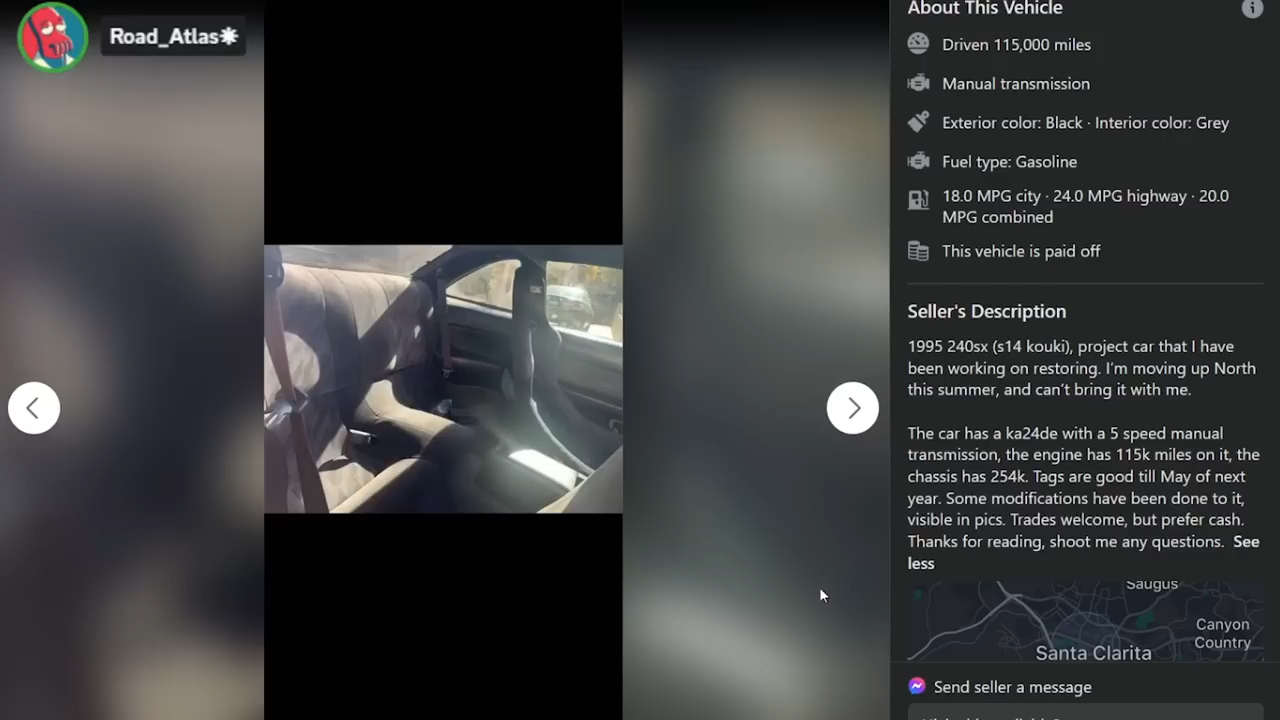 Road_Atlas✷
About This Vehicle
Driven 115,000 miles
Manual transmission
Exterior color: Black · Interior color: Grey
Fuel type: Gasoline
18.0 MPG city · 24.0 MPG highway · 20.0
MPG combined
This vehicle is paid off
Seller's Description
1995 240sx (s14 kouki), project car that I have
been working on restoring. I'm moving up North
this summer, and can't bring it with me.
The car has a ka24de with a 5 speed manual
transmission, the engine has 115k miles on it, the
chassis has 254k. Tags are good till May of next
year. Some modifications have been done to it,
visible in pics. Trades welcome, but prefer cash.
Thanks for reading, shoot me any questions. See
less
Saugus
Canyon
Country
Santa Clarita
Send seller a message